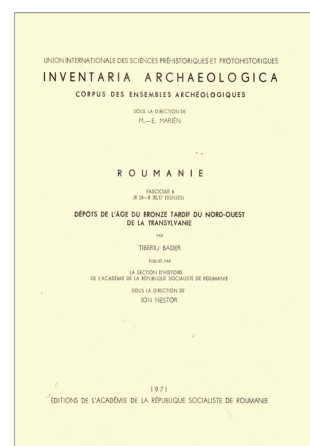 UNION INTERNATIONALE DES SCIENCES PRÉHISTORIQUES ET PROTOHISTORIQUES
INVENTARIA ARCHAEOLOGICA
CORPUS DES ENSEMBLES ARCHÉOLOGIQUES
SOUS LA DIRECTION DE
M.—E. MARIËN
ROUMANIE
FASCICULE 6
DÉPÔTS DE L'ÂGE DU BRONZE TARDIF DU NORD-OUEST
DE LA TRANSYLVANIE
PAR
TIBERIU BADER
PUBLIÉS PAR
LA SECTION D'HISTOIRE
DE L'ACADÉMIE DE LA RÉPUBLIQUE SOCIALISTE DE ROUMANIE
SOUS LA DIRECTION DE
ION NESTOR
1971
ÉDITIONS DE L'ACADÉMIE DE LA RÉPUBLIQUE SOCIALISTE DE ROUMANIE